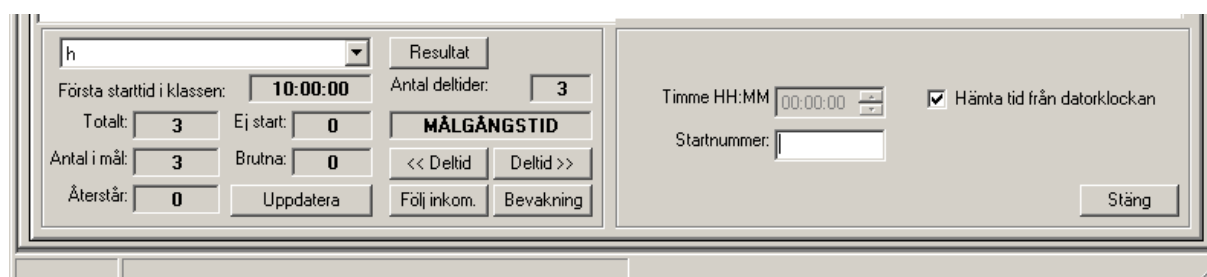 h
Resultat
Första starttid i klassen: 10:00:00
Antal deltider: 3
Totalt: 3
Ej start: 0
MÅLGÅNGSTID
Antal i mål: 3
Brutna: 0
<< Deltid
Deltid >>
Återstår: 0
Uppdatera
Följ inkom.
Bevakning
Timme HH:MM 00:00:00
Hämta tid från datorklockan
Startnummer:
Stäng